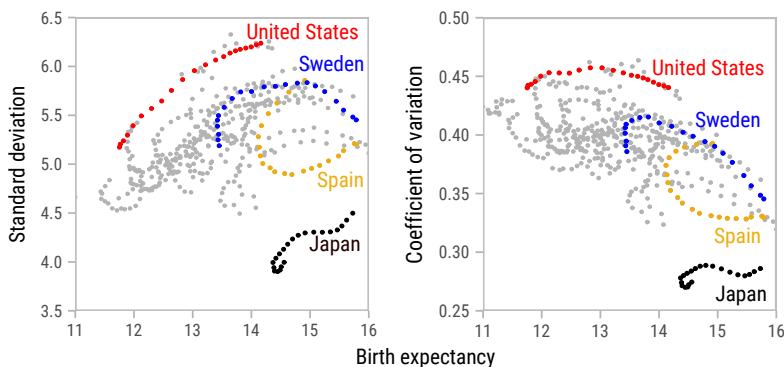 6.5
6.0
5.5
5.0
4.5
4.0
3.5
Standard deviation
United States
Sweden
Spain
Japan
11
12
13
14
15
16
0.50
0.45
0.40
0.35
0.30
0.25
Coefficient of variation
United States
Sweden
Spain
Japan
11
12
13
14
15
16
Birth expectancy